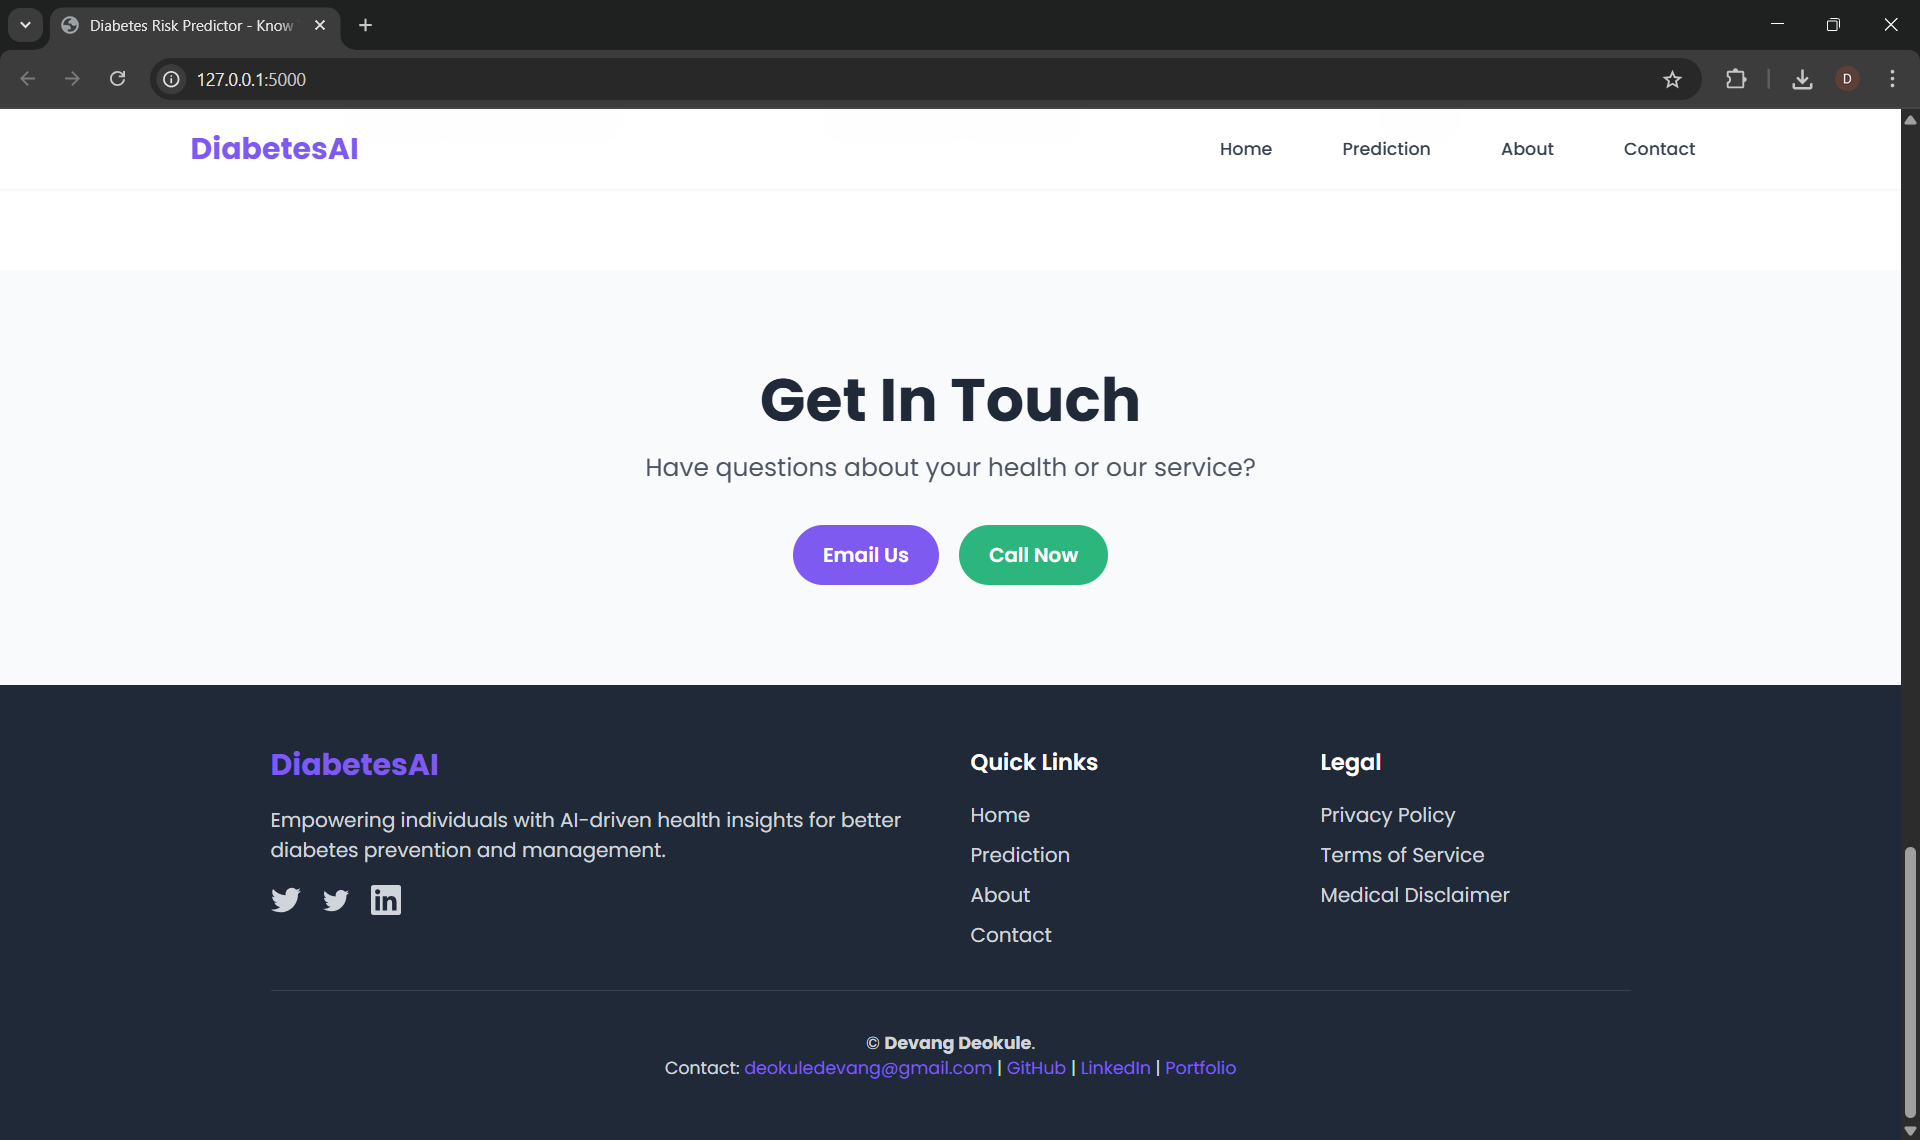 Diabetes Risk Predictor - Know
127.0.0.1:5000
D
DiabetesAI
Home
Prediction
About
Contact
Get In Touch
Have questions about your health or our service?
Email Us
Call Now
DiabetesAI
Empowering individuals with AI-driven health insights for better
diabetes prevention and management.
in
Quick Links
Home
Prediction
About
Contact
Legal
Privacy Policy
Terms of Service
Medical Disclaimer
© Devang Deokule.
Contact: deokuledevang@gmail.com | GitHub | LinkedIn | Portfolio